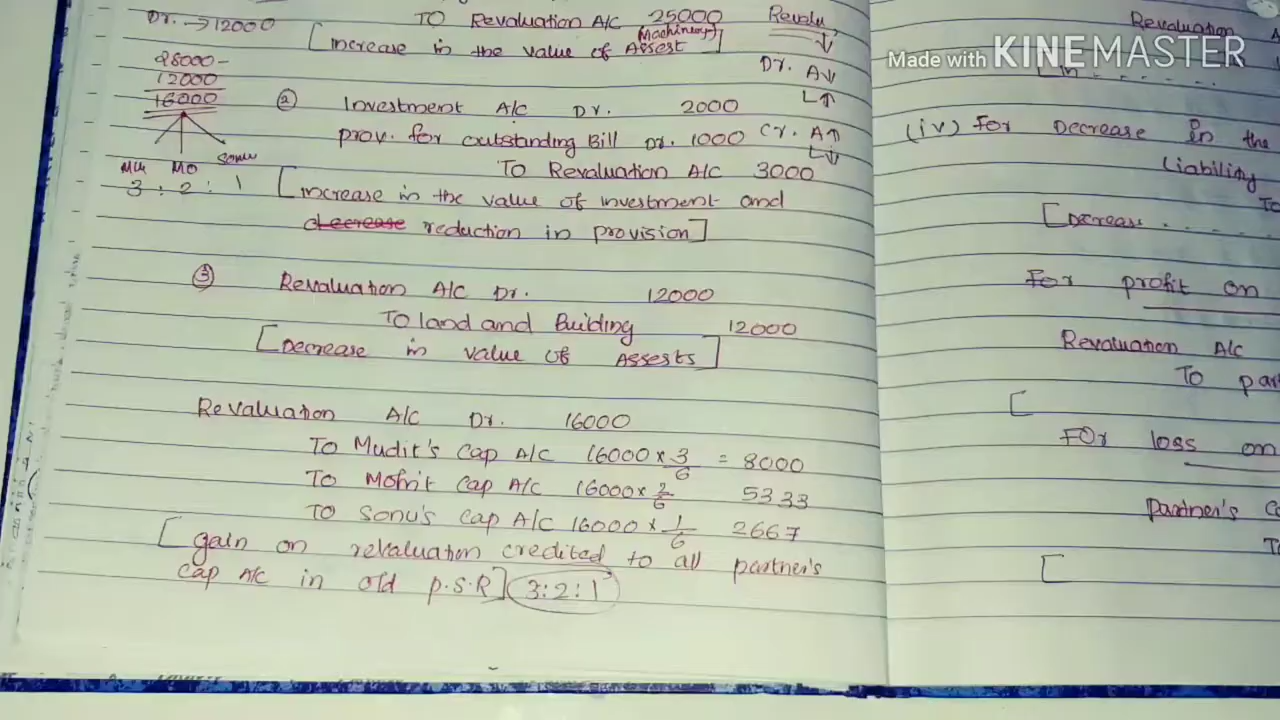 Dr. → 12000
TO Revaluation A/C 25000
[increase in the value of Assest]
(Machinery)
28000 -
12000
16000
Mu Mo Sonu
3 : 2 : 1
Revalu
Dr. A↓
L↑
Cr. A↑
L↓
② Investment A/C Dr. 2000
prov. for outstanding Bill Dr. 1000
To Revaluation A/C 3000
[increase in the value of investment and
decrease reduction in provision]
③ Revaluation A/C Dr. 12000
To land and Building 12000
[Decrease in value of Assests]
Revaluation A/C Dr. 16000
To Mudit's Cap A/C 16000 × 3/6 = 8000
To Mohit Cap A/C 16000 × 2/6 5333
To Sonu's Cap A/C 16000 × 1/6 2667
[gain on revaluation credited to all partner's
cap A/C in old P.S.R] 3:2:1
Made with KINEMASTER
Revaluation A
[in - - - - - -
(iv) For Decrease in the
Liability
To
[Decrease - - - - -
For profit on
Revaluation A/C
To par
[
For loss on
Partner's Ca
To
[